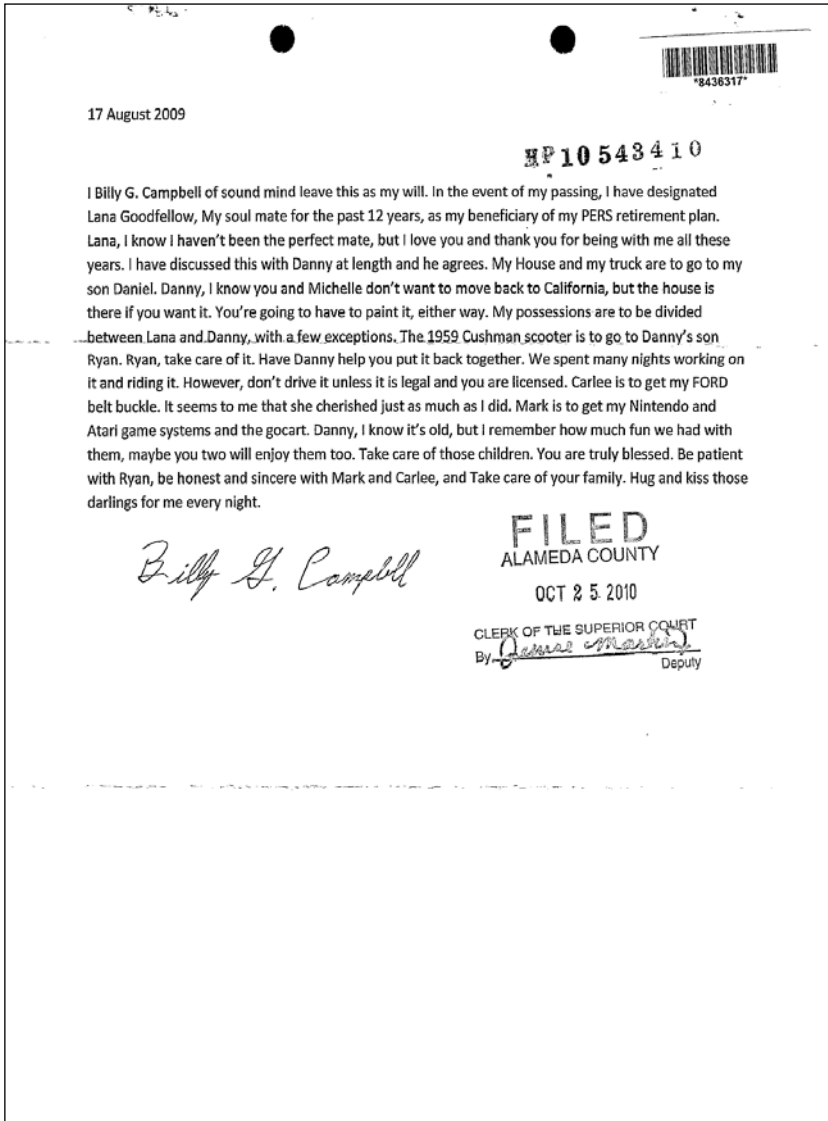 *8436317*
17 August 2009
HP10543410
I Billy G. Campbell of sound mind leave this as my will. In the event of my passing, I have designated
Lana Goodfellow, My soul mate for the past 12 years, as my beneficiary of my PERS retirement plan.
Lana, I know I haven't been the perfect mate, but I love you and thank you for being with me all these
years. I have discussed this with Danny at length and he agrees. My House and my truck are to go to my
son Daniel. Danny, I know you and Michelle don't want to move back to California, but the house is
there if you want it. You're going to have to paint it, either way. My possessions are to be divided
between Lana and Danny, with a few exceptions. The 1959 Cushman scooter is to go to Danny's son
Ryan. Ryan, take care of it. Have Danny help you put it back together. We spent many nights working on
it and riding it. However, don't drive it unless it is legal and you are licensed. Carlee is to get my FORD
belt buckle. It seems to me that she cherished just as much as I did. Mark is to get my Nintendo and
Atari game systems and the gocart. Danny, I know it's old, but I remember how much fun we had with
them, maybe you two will enjoy them too. Take care of those children. You are truly blessed. Be patient
with Ryan, be honest and sincere with Mark and Carlee, and Take care of your family. Hug and kiss those
darlings for me every night.
Billy G. Campbell
FILED
ALAMEDA COUNTY
OCT 25 2010
CLERK OF THE SUPERIOR COURT
By
Deputy